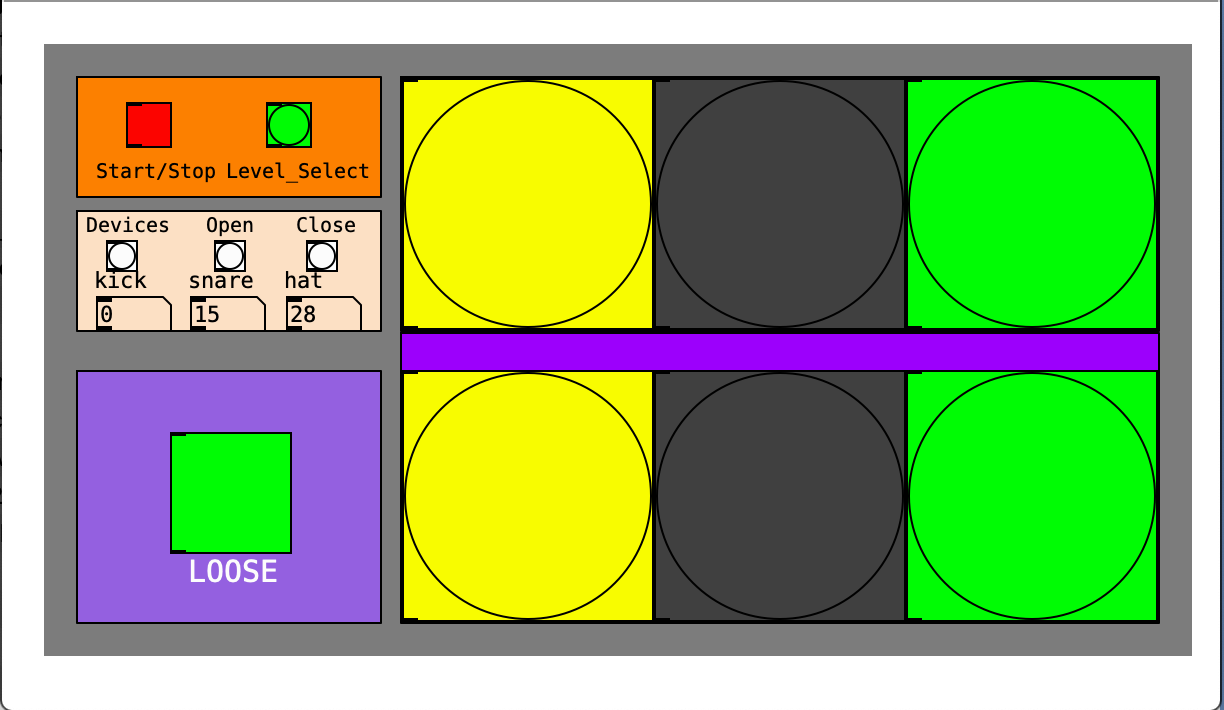 Start/Stop Level_Select
Devices Open Close
kick snare hat
0 15 28
LOOSE